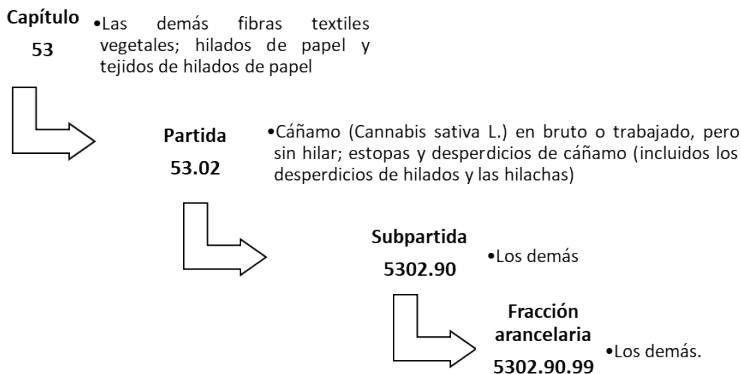 Capítulo
53
•Las demás fibras textiles
vegetales; hilados de papel y
tejidos de hilados de papel
Partida
53.02
•Cáñamo (Cannabis sativa L.) en bruto o trabajado, pero
sin hilar; estopas y desperdicios de cáñamo (incluidos los
desperdicios de hilados y las hilachas)
Subpartida
5302.90
•Los demás
Fracción
arancelaria
5302.90.99
•Los demás.